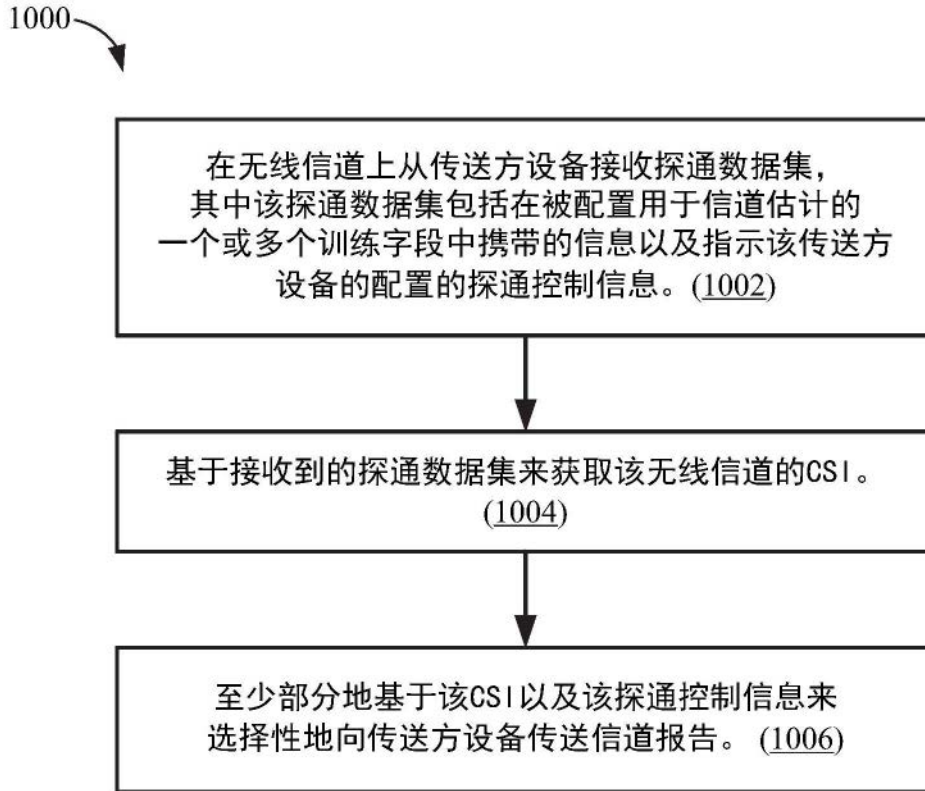 1000
在无线信道上从传送方设备接收探通数据集，
其中该探通数据集包括在被配置用于信道估计的
一个或多个训练字段中携带的信息以及指示该传送方
设备的配置的探通控制信息。(1002)
基于接收到的探通数据集来获取该无线信道的CSI。
(1004)
至少部分地基于该CSI以及该探通控制信息来
选择性地向传送方设备传送信道报告。 (1006)